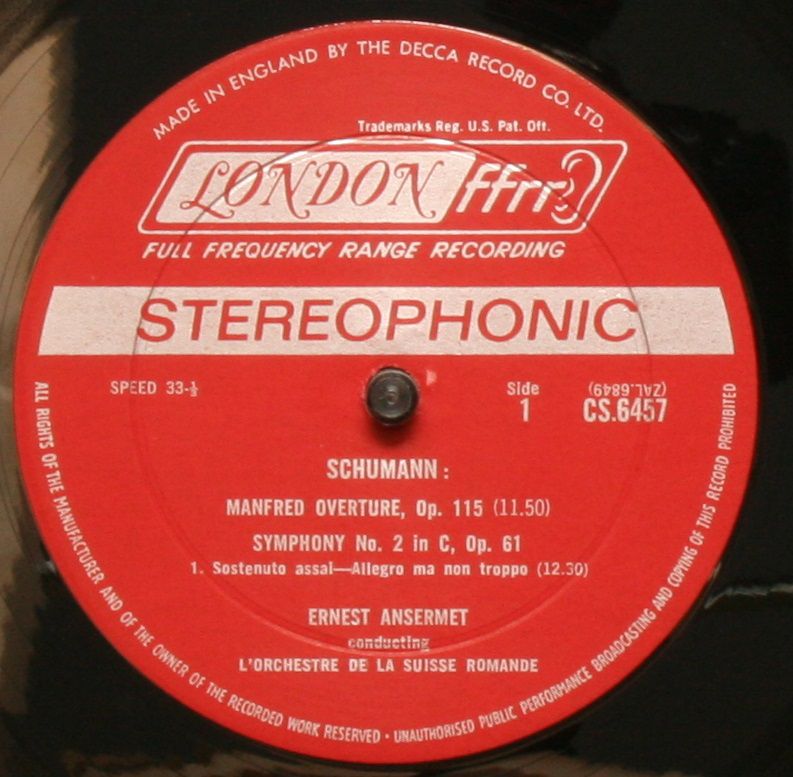 MADE IN ENGLAND BY THE DECCA RECORD CO. LTD.
Trademarks Reg. U.S. Pat. Off.
LONDON ffrr
FULL FREQUENCY RANGE RECORDING
STEREOPHONIC
SPEED 33-⅓
Side
1
(ZAL.6849)
CS.6457
SCHUMANN:
MANFRED OVERTURE, Op. 115 (11.50)
SYMPHONY No. 2 in C, Op. 61
1. Sostenuto assai—Allegro ma non troppo (12.30)
ERNEST ANSERMET
conducting
L'ORCHESTRE DE LA SUISSE ROMANDE
ALL RIGHTS OF THE MANUFACTURER AND OF THE OWNER OF THE RECORDED WORK RESERVED · UNAUTHORISED PUBLIC PERFORMANCE BROADCASTING AND COPYING OF THIS RECORD PROHIBITED